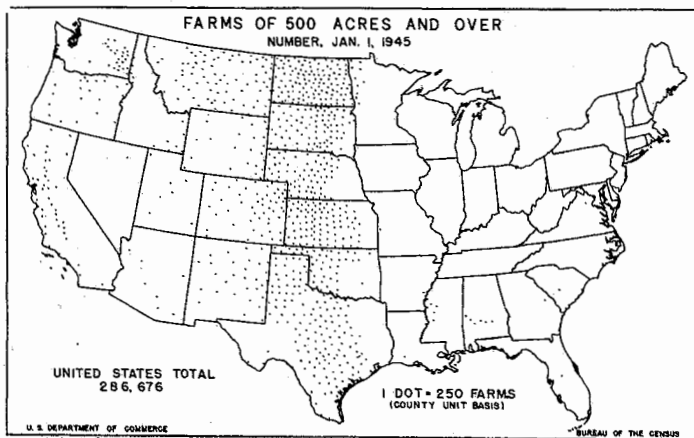 FARMS OF 500 ACRES AND OVER
NUMBER, JAN. 1, 1945
UNITED STATES TOTAL
286,676
1 DOT = 250 FARMS
(COUNTY UNIT BASIS)
U. S. DEPARTMENT OF COMMERCE
BUREAU OF THE CENSUS